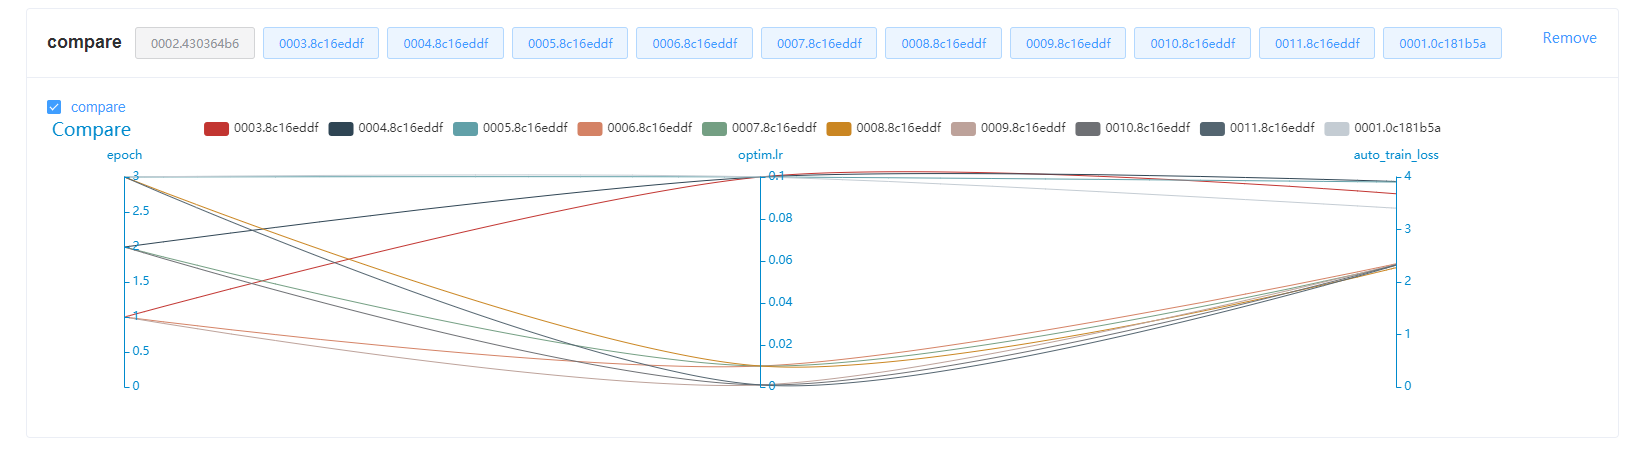 compare 0002.430364b6 0003.8c16eddf 0004.8c16eddf 0005.8c16eddf 0006.8c16eddf 0007.8c16eddf 0008.8c16eddf 0009.8c16eddf 0010.8c16eddf 0011.8c16eddf 0001.0c181b5a Remove
compare
Compare 0003.8c16eddf 0004.8c16eddf 0005.8c16eddf 0006.8c16eddf 0007.8c16eddf 0008.8c16eddf 0009.8c16eddf 0010.8c16eddf 0011.8c16eddf 0001.0c181b5a
epoch optim.lr auto_train_loss
3 0.1 4
2.5 0.08 3
2 0.06
1.5 0.04 2
1 0.02 1
0.5
0 0 0